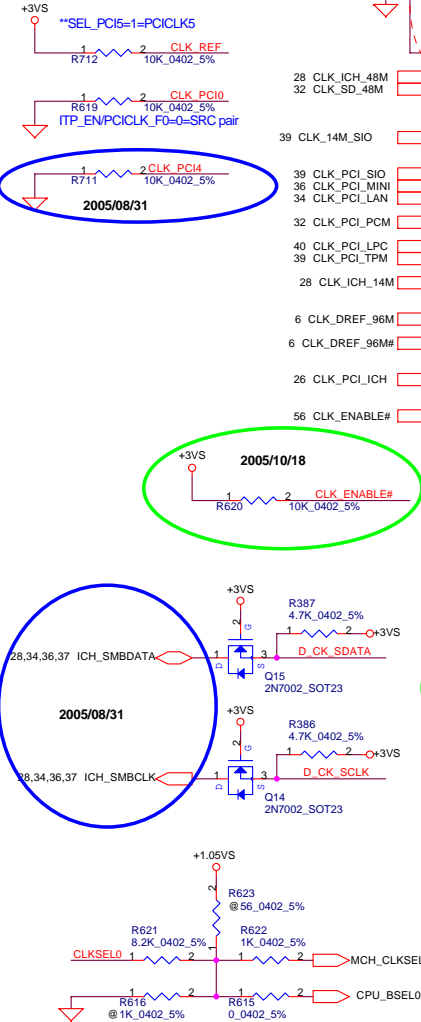 +3VS
**SEL_PCI5=1=PCICLK5
1 2 CLK_REF
R712 10K_0402_5%
1 2 CLK_PCI0
R619 10K_0402_5%
ITP_EN/PCICLK_F0=0=SRC pair
1 2 CLK_PCI4
R711 10K_0402_5%
2005/08/31
28 CLK_ICH_48M
32 CLK_SD_48M
39 CLK_14M_SIO
39 CLK_PCI_SIO
36 CLK_PCI_MINI
34 CLK_PCI_LAN
32 CLK_PCI_PCM
40 CLK_PCI_LPC
39 CLK_PCI_TPM
28 CLK_ICH_14M
6 CLK_DREF_96M
6 CLK_DREF_96M#
26 CLK_PCI_ICH
56 CLK_ENABLE#
+3VS
2005/10/18
1 2 CLK_ENABLE#
R620 10K_0402_5%
+3VS
R387
4.7K_0402_5%
2 G
1 2 +3VS
28,34,36,37 ICH_SMBDATA 1 3 D_CK_SDATA
D S
Q15
2N7002_SOT23
2005/08/31
+3VS
R386
4.7K_0402_5%
2 G
1 2 +3VS
28,34,36,37 ICH_SMBCLK 1 3 D_CK_SCLK
D S
Q14
2N7002_SOT23
+1.05VS
2
R623
@56_0402_5%
1
R621
8.2K_0402_5%
R622
1K_0402_5%
CLKSEL0 1 2 1 2 MCH_CLKSEL
1 2 1 2 CPU_BSEL0
R616
@1K_0402_5%
R615
0_0402_5%